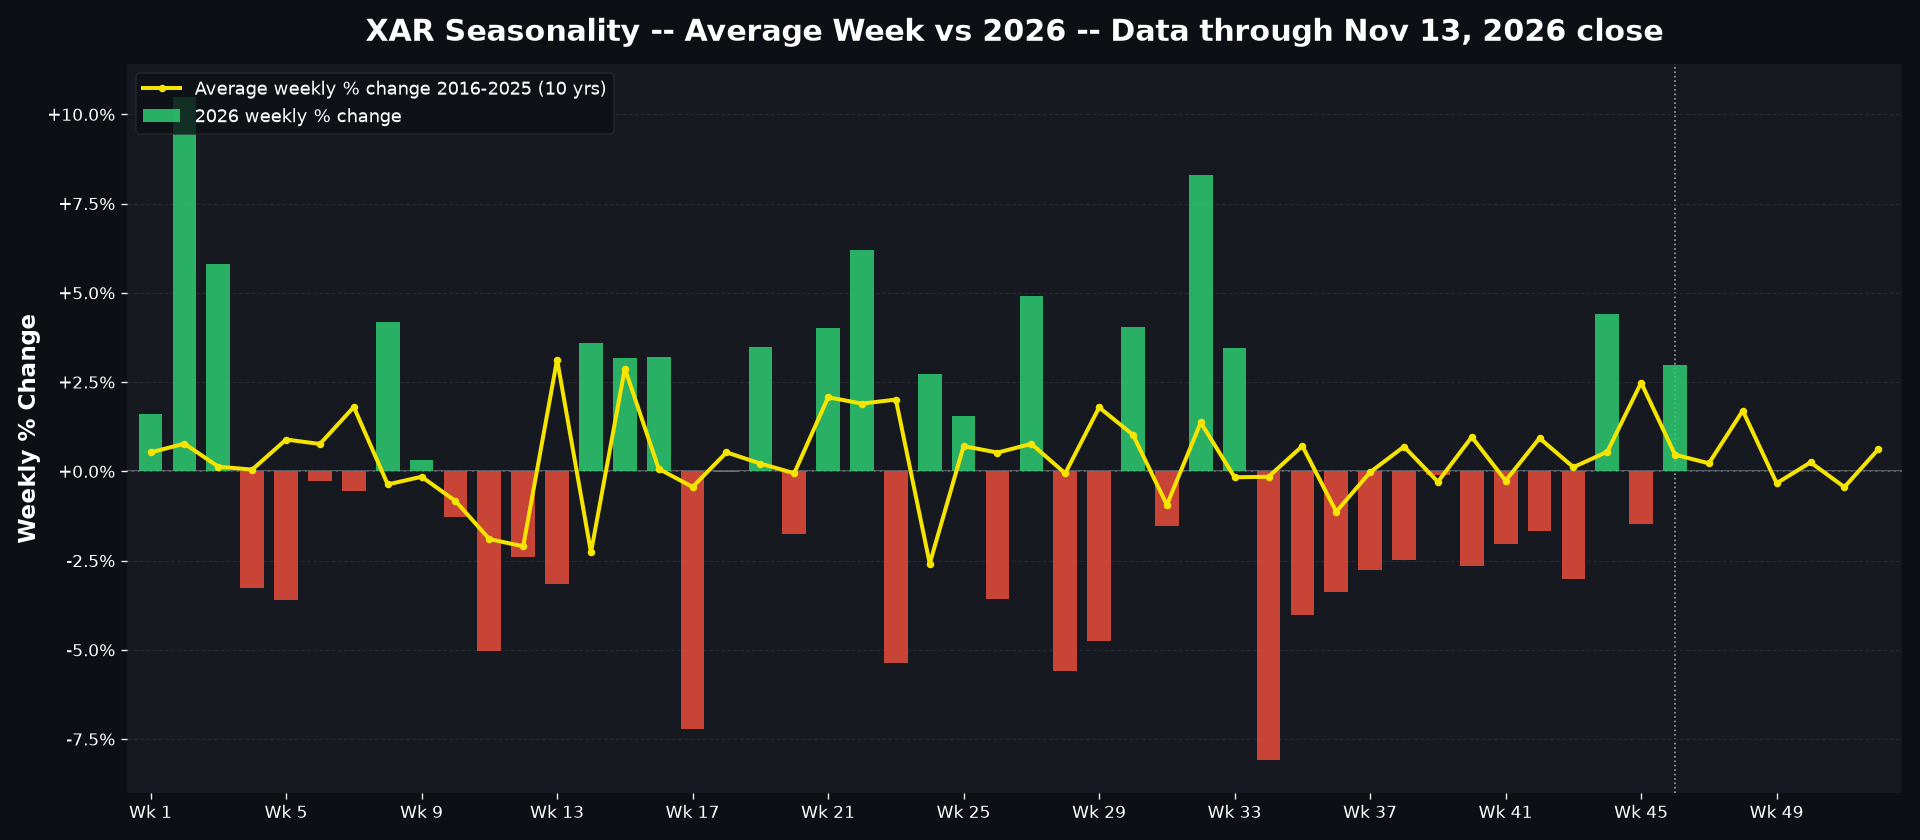 XAR Seasonality -- Average Week vs 2026 -- Data through Nov 13, 2026 close
Average weekly % change 2016-2025 (10 yrs)
2026 weekly % change
Weekly % Change
+10.0%
+7.5%
+5.0%
+2.5%
+0.0%
-2.5%
-5.0%
-7.5%
Wk 1 Wk 5 Wk 9 Wk 13 Wk 17 Wk 21 Wk 25 Wk 29 Wk 33 Wk 37 Wk 41 Wk 45 Wk 49